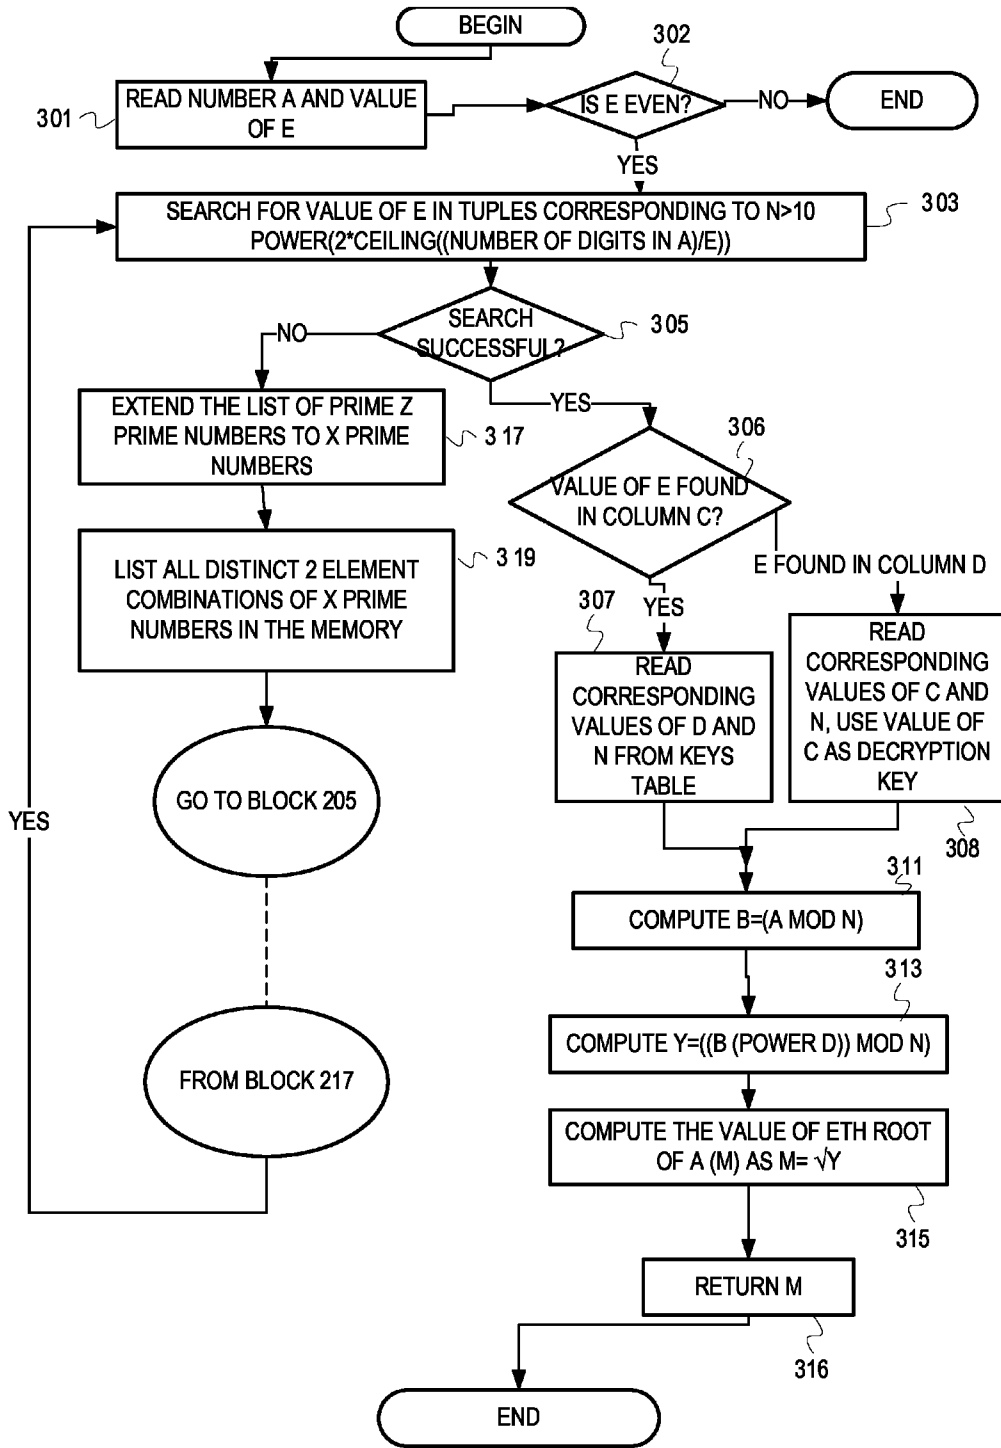 BEGIN
302
301
READ NUMBER A AND VALUE
OF E
IS E EVEN?
NO
END
YES
303
SEARCH FOR VALUE OF E IN TUPLES CORRESPONDING TO N>10
POWER(2*CEILING((NUMBER OF DIGITS IN A)/E))
305
SEARCH
SUCCESSFUL?
NO
YES
EXTEND THE LIST OF PRIME Z
PRIME NUMBERS TO X PRIME
NUMBERS
317
306
VALUE OF E FOUND
IN COLUMN C?
319
LIST ALL DISTINCT 2 ELEMENT
COMBINATIONS OF X PRIME
NUMBERS IN THE MEMORY
E FOUND IN COLUMN D
307
YES
READ
CORRESPONDING
VALUES OF D AND
N FROM KEYS
TABLE
READ
CORRESPONDING
VALUES OF C AND
N, USE VALUE OF
C AS DECRYPTION
KEY
308
GO TO BLOCK 205
YES
311
COMPUTE B=(A MOD N)
313
COMPUTE Y=((B (POWER D)) MOD N)
FROM BLOCK 217
COMPUTE THE VALUE OF ETH ROOT
OF A (M) AS M= √Y
315
RETURN M
316
END